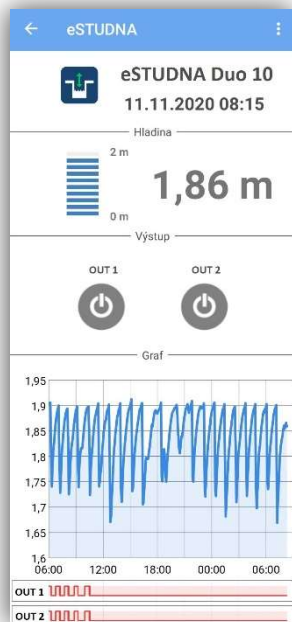 eSTUDNA
eSTUDNA Duo 10
11.11.2020 08:15
Hladina
2 m
1,86 m
0 m
Výstup
OUT 1 OUT 2
Graf
1,95
1,9
1,85
1,8
1,75
1,7
1,65
1,6
06:00 12:00 18:00 00:00 06:00
OUT 1
OUT 2